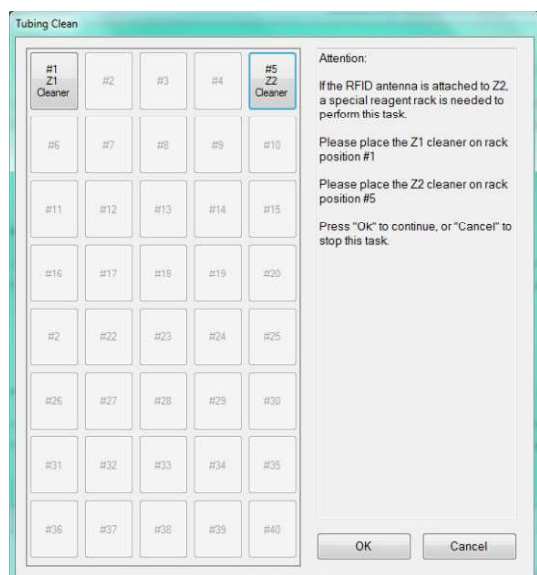 Tubing Clean
#1
Z1
Cleaner
#2
#3
#4
#5
Z2
Cleaner
#6
#7
#8
#9
#10
#11
#12
#13
#14
#15
#16
#17
#18
#19
#20
#2
#22
#23
#24
#25
#26
#27
#28
#29
#30
#31
#32
#33
#34
#35
#36
#37
#38
#39
#40
Attention:
If the RFID antenna is attached to Z2,
a special reagent rack is needed to
perform this task.
Please place the Z1 cleaner on rack
position #1
Please place the Z2 cleaner on rack
position #5
Press "Ok" to continue, or "Cancel" to
stop this task.
OK
Cancel